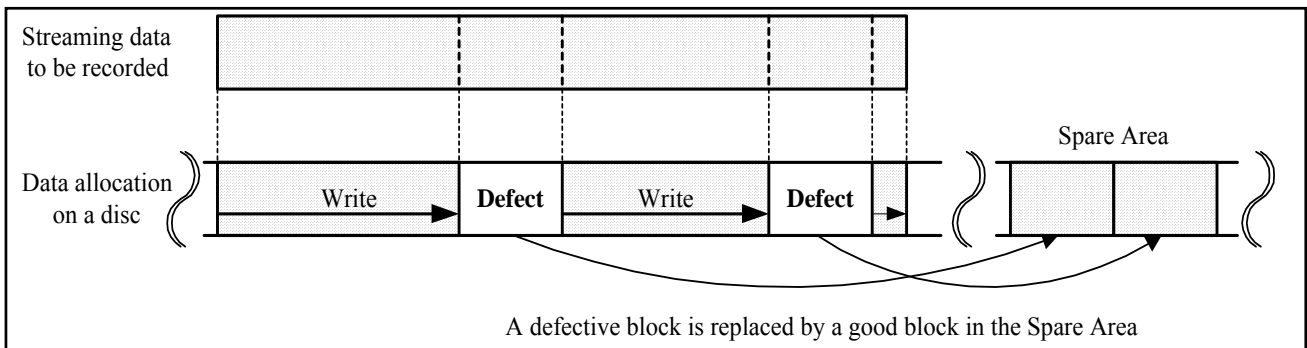 Streaming data
to be recorded
Spare Area
Data allocation
on a disc
Write
Defect
Write
Defect
A defective block is replaced by a good block in the Spare Area